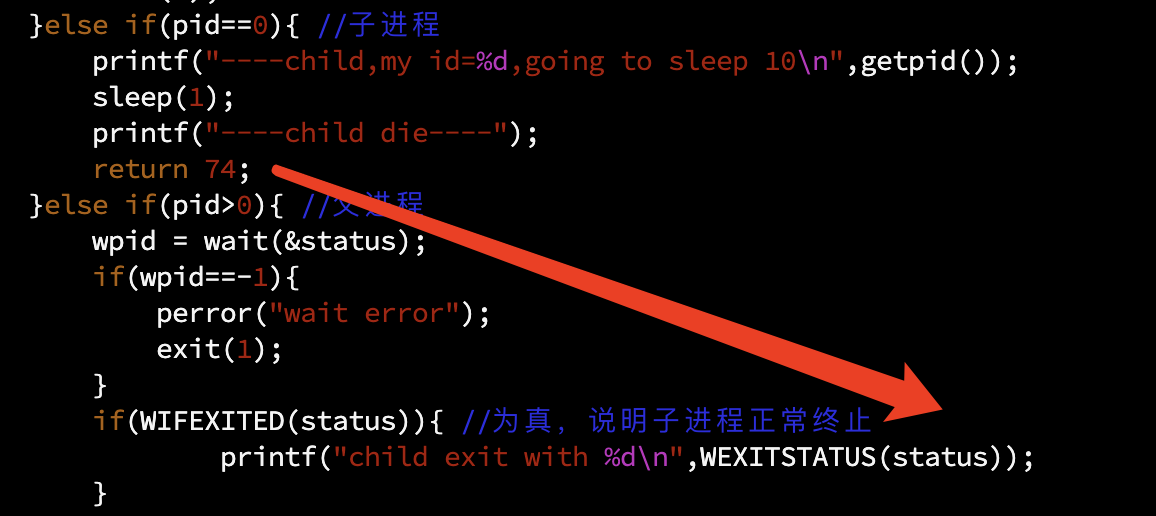 }else if(pid==0){ //子进程
    printf("----child,my id=%d,going to sleep 10\n",getpid());
    sleep(1);
    printf("----child die----");
    return 74;
}else if(pid>0){ //父进程
    wpid = wait(&status);
    if(wpid==-1){
        perror("wait error");
        exit(1);
    }
    if(WIFEXITED(status)){ //为真，说明子进程正常终止
            printf("child exit with %d\n",WEXITSTATUS(status));
    }